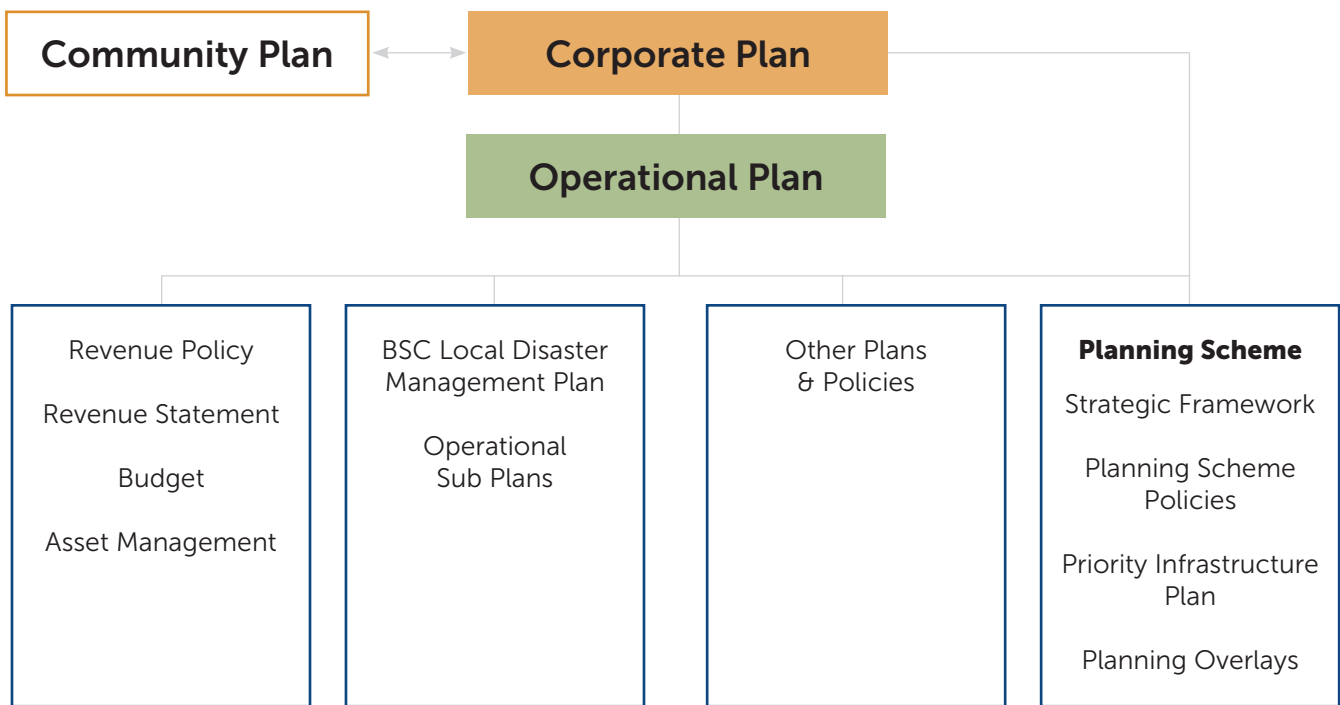 Community Plan
Corporate Plan
Operational Plan
Revenue Policy
Revenue Statement
Budget
Asset Management
BSC Local Disaster
Management Plan
Operational
Sub Plans
Other Plans
& Policies
Planning Scheme
Strategic Framework
Planning Scheme
Policies
Priority Infrastructure
Plan
Planning Overlays